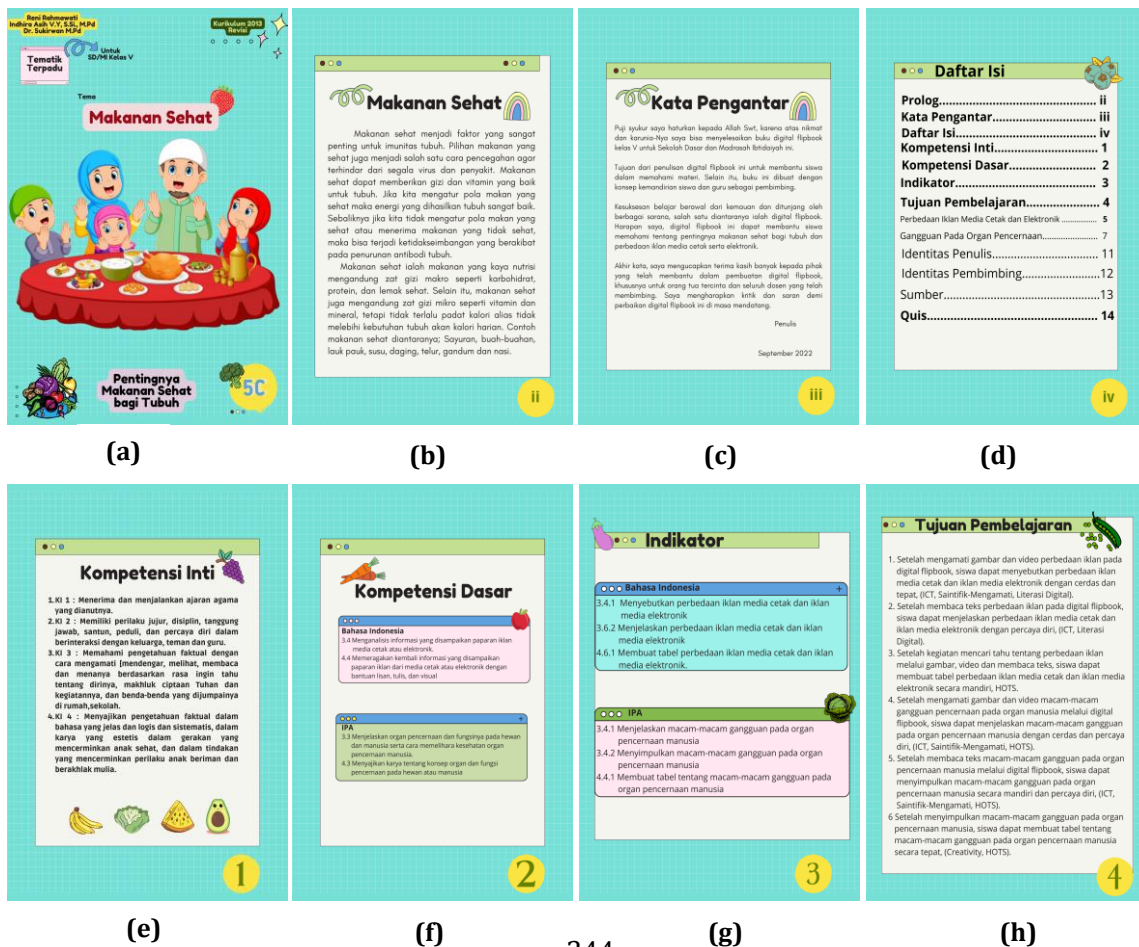 Reni Rahmawati
Indhira Asih V.Y, S.Si., M.Pd
Dr. Sukirwan M.Pd
Kurikulum 2013
Revisi
Tematik
Terpadu
Untuk
SD/MI Kelas V
Tema
Makanan Sehat
Pentingnya
Makanan Sehat
bagi Tubuh
5C
(a)
Makanan Sehat
Makanan sehat menjadi faktor yang sangat
penting untuk imunitas tubuh. Pilihan makanan yang
sehat juga menjadi salah satu cara pencegahan agar
terhindar dari segala virus dan penyakit. Makanan
sehat dapat memberikan gizi dan vitamin yang baik
untuk tubuh. Jika kita mengatur pola makan yang
sehat maka energi yang dihasilkan tubuh sangat baik.
Sebaliknya jika kita tidak mengatur pola makan yang
sehat atau menerima makanan yang tidak sehat,
maka bisa terjadi ketidakseimbangan yang berakibat
pada penurunan antibodi tubuh.
Makanan sehat ialah makanan yang kaya nutrisi
mengandung zat gizi makro seperti karbohidrat,
protein, dan lemak sehat. Selain itu, makanan sehat
juga mengandung zat gizi mikro seperti vitamin dan
mineral, tetapi tidak terlalu padat kalori alias tidak
melebihi kebutuhan tubuh akan kalori harian. Contoh
makanan sehat diantaranya; Sayuran, buah-buahan,
lauk pauk, susu, daging, telur, gandum dan nasi.
ii
(b)
Kata Pengantar
Puji syukur saya haturkan kepada Allah Swt, karena atas nikmat
dan karunia-Nya saya bisa menyelesaikan buku digital flipbook
kelas V untuk Sekolah Dasar dan Madrasah Ibtidaiyah ini.
Tujuan dari penulisan digital flipbook ini untuk membantu siswa
dalam memahami materi. Selain itu, buku ini dibuat dengan
konsep kemandirian siswa dan guru sebagai pembimbing.
Kesuksesan belajar berawal dari kemauan dan ditunjang oleh
berbagai sarana, salah satu diantaranya ialah digital flipbook.
Harapan saya, digital flipbook ini dapat membantu siswa
memahami tentang pentingnya makanan sehat bagi tubuh dan
perbedaan iklan media cetak serta elektronik.
Akhir kata, saya mengucapkan terima kasih banyak kepada pihak
yang telah membantu dalam pembuatan digital flipbook,
khususnya untuk orang tua tercinta dan seluruh dosen yang telah
membimbing. Saya mengharapkan kritik dan saran demi
perbaikan digital flipbook ini di masa mendatang.
Penulis
September 2022
iii
(c)
Daftar Isi
Prolog.................................... ii
Kata Pengantar........................ iii
Daftar Isi................................. iv
Kompetensi Inti........................ 1
Kompetensi Dasar.................... 2
Indikator................................. 3
Tujuan Pembelajaran................ 4
Perbedaan Iklan Media Cetak dan Elektronik ............... 5
Gangguan Pada Organ Pencernaan....................... 7
Identitas Penulis...................... 11
Identitas Pembimbing...............12
Sumber...................................13
Quis....................................... 14
iv
(d)
Kompetensi Inti
1. KI 1 : Menerima dan menjalankan ajaran agama
yang dianutnya.
2. KI 2 : Memiliki perilaku jujur, disiplin, tanggung
jawab, santun, peduli, dan percaya diri dalam
berinteraksi dengan keluarga, teman dan guru.
3. KI 3 : Memahami pengetahuan faktual dengan
cara mengamati [mendengar, melihat, membaca
dan menanya berdasarkan rasa ingin tahu
tentang dirinya, makhluk ciptaan Tuhan dan
kegiatannya, dan benda-benda yang dijumpainya
di rumah,sekolah.
4. KI 4 : Menyajikan pengetahuan faktual dalam
bahasa yang jelas dan logis dan sistematis, dalam
karya yang estetis dalam gerakan yang
mencerminkan anak sehat, dan dalam tindakan
yang mencerminkan perilaku anak beriman dan
berakhlak mulia.
1
(e)
Kompetensi Dasar
Bahasa Indonesia
3.4 Menganalisis informasi yang disampaikan paparan iklan
media cetak atau elektronik.
4.4 Memeragakan kembali informasi yang disampaikan
paparan iklan dari media cetak atau elektronik dengan
bantuan lisan, tulis, dan visual
IPA
3.3 Menjelaskan organ pencernaan dan fungsinya pada hewan
dan manusia serta cara memelihara kesehatan organ
pencernaan manusia.
4.3 Menyajikan karya tentang konsep organ dan fungsi
pencernaan pada hewan atau manusia
2
(f)
Indikator
Bahasa Indonesia
3.4.1 Menyebutkan perbedaan iklan media cetak dan iklan
media elektronik
3.6.2 Menjelaskan perbedaan iklan media cetak dan iklan
media elektronik
4.6.1 Membuat tabel perbedaan iklan media cetak dan iklan
media elektronik.
IPA
3.4.1 Menjelaskan macam-macam gangguan pada organ
pencernaan manusia
3.4.2 Menyimpulkan macam-macam gangguan pada organ
pencernaan manusia
4.4.1 Membuat tabel tentang macam-macam gangguan pada
organ pencernaan manusia
3
(g)
Tujuan Pembelajaran
1. Setelah mengamati gambar dan video perbedaan iklan pada
digital flipbook, siswa dapat menyebutkan perbedaan iklan
media cetak dan iklan media elektronik dengan cerdas dan
tepat, (ICT, Saintifik-Mengamati, Literasi Digital).
2. Setelah membaca teks perbedaan iklan pada digital flipbook,
siswa dapat menjelaskan perbedaan iklan media cetak dan
iklan media elektronik dengan percaya diri, (ICT, Literasi
Digital).
3. Setelah kegiatan mencari tahu tentang perbedaan iklan
melalui gambar, video dan membaca teks, siswa dapat
membuat tabel perbedaan iklan media cetak dan iklan media
elektronik secara mandiri, HOTS.
4. Setelah mengamati gambar dan video macam-macam
gangguan pencernaan pada organ manusia melalui digital
flipbook, siswa dapat menjelaskan macam-macam gangguan
pada organ pencernaan manusia dengan cerdas dan percaya
diri, (ICT, Saintifik-Mengamati, HOTS).
5. Setelah membaca teks macam-macam gangguan pada organ
pencernaan manusia melalui digital flipbook, siswa dapat
menyimpulkan macam-macam gangguan pada organ
pencernaan manusia secara mandiri dan percaya diri, (ICT,
Saintifik-Mengamati, HOTS).
6 Setelah menyimpulkan macam-macam gangguan pada organ
pencernaan manusia, siswa dapat membuat tabel tentang
macam-macam gangguan pada organ pencernaan manusia
secara tepat, (Creativity, HOTS).
4
(h)